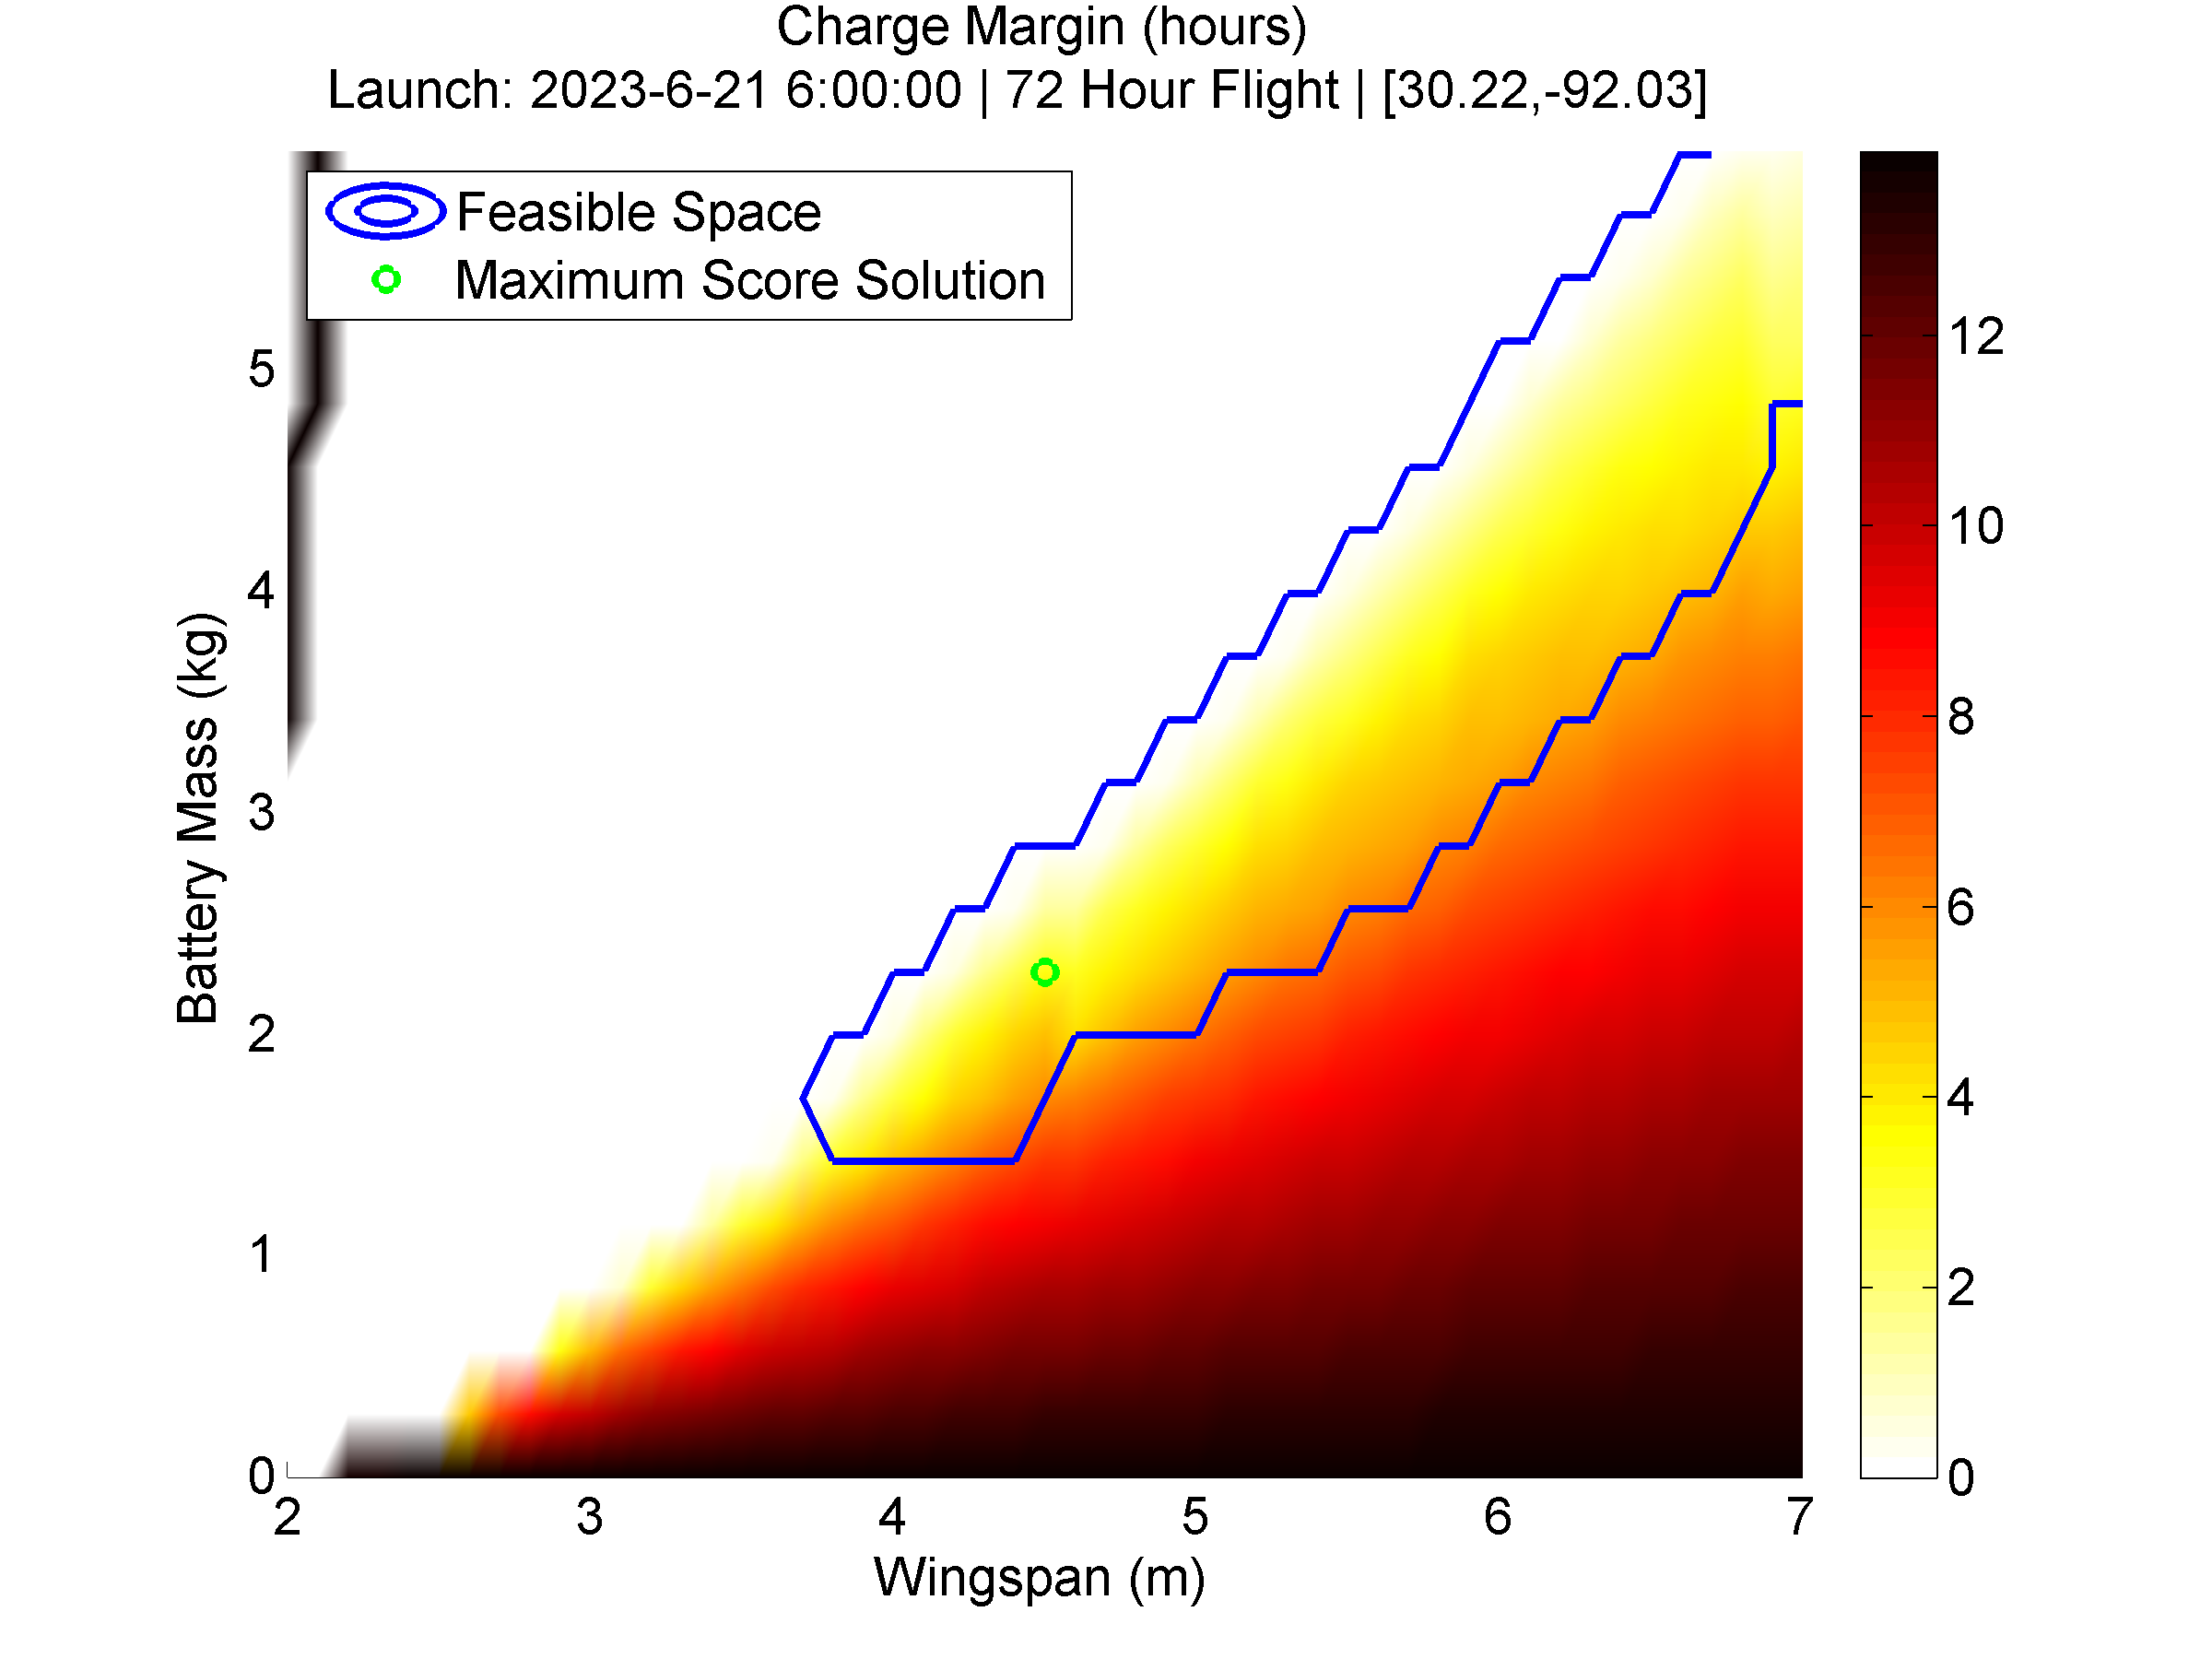 Charge Margin (hours)
Launch: 2023-6-21 6:00:00 | 72 Hour Flight | [30.22,-92.03]
Feasible Space
Maximum Score Solution
Battery Mass (kg)
5
4
3
2
1
0
2 3 4 5 6 7
Wingspan (m)
12
10
8
6
4
2
0